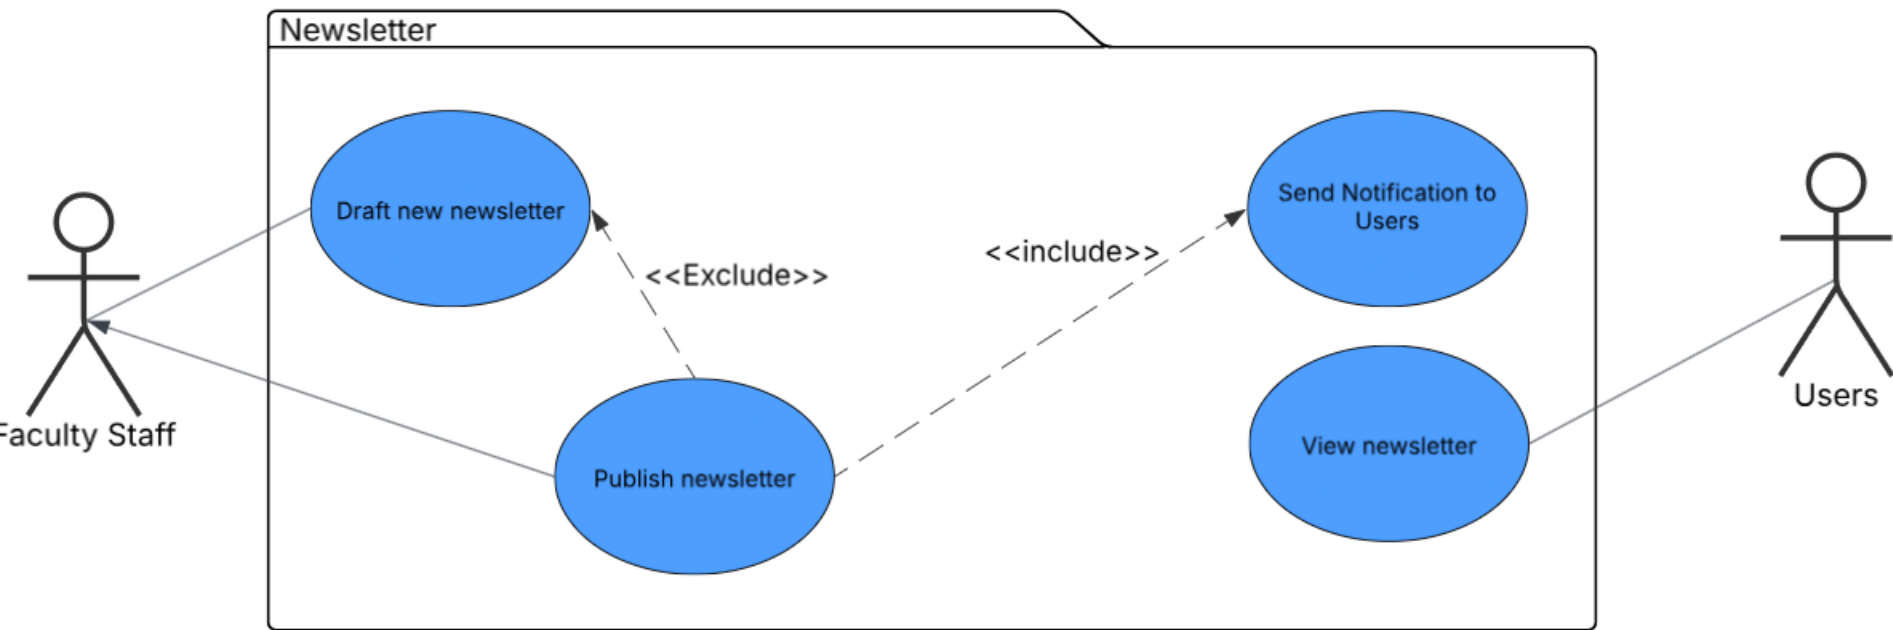 Newsletter
Draft new newsletter
Send Notification to
Users
<<include>>
<<Exclude>>
Users
Faculty Staff
View newsletter
Publish newsletter